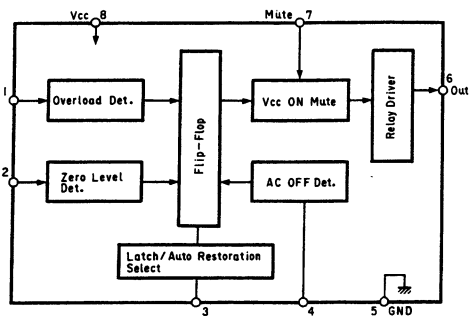 Vcc 8
Mute 7
1
Overload Det.
Flip-Flop
Vcc ON Mute
Relay Driver
6
Out
2
Zero Level
Det.
AC OFF Det.
Latch/Auto Restoration
Select
3
4
5 GND